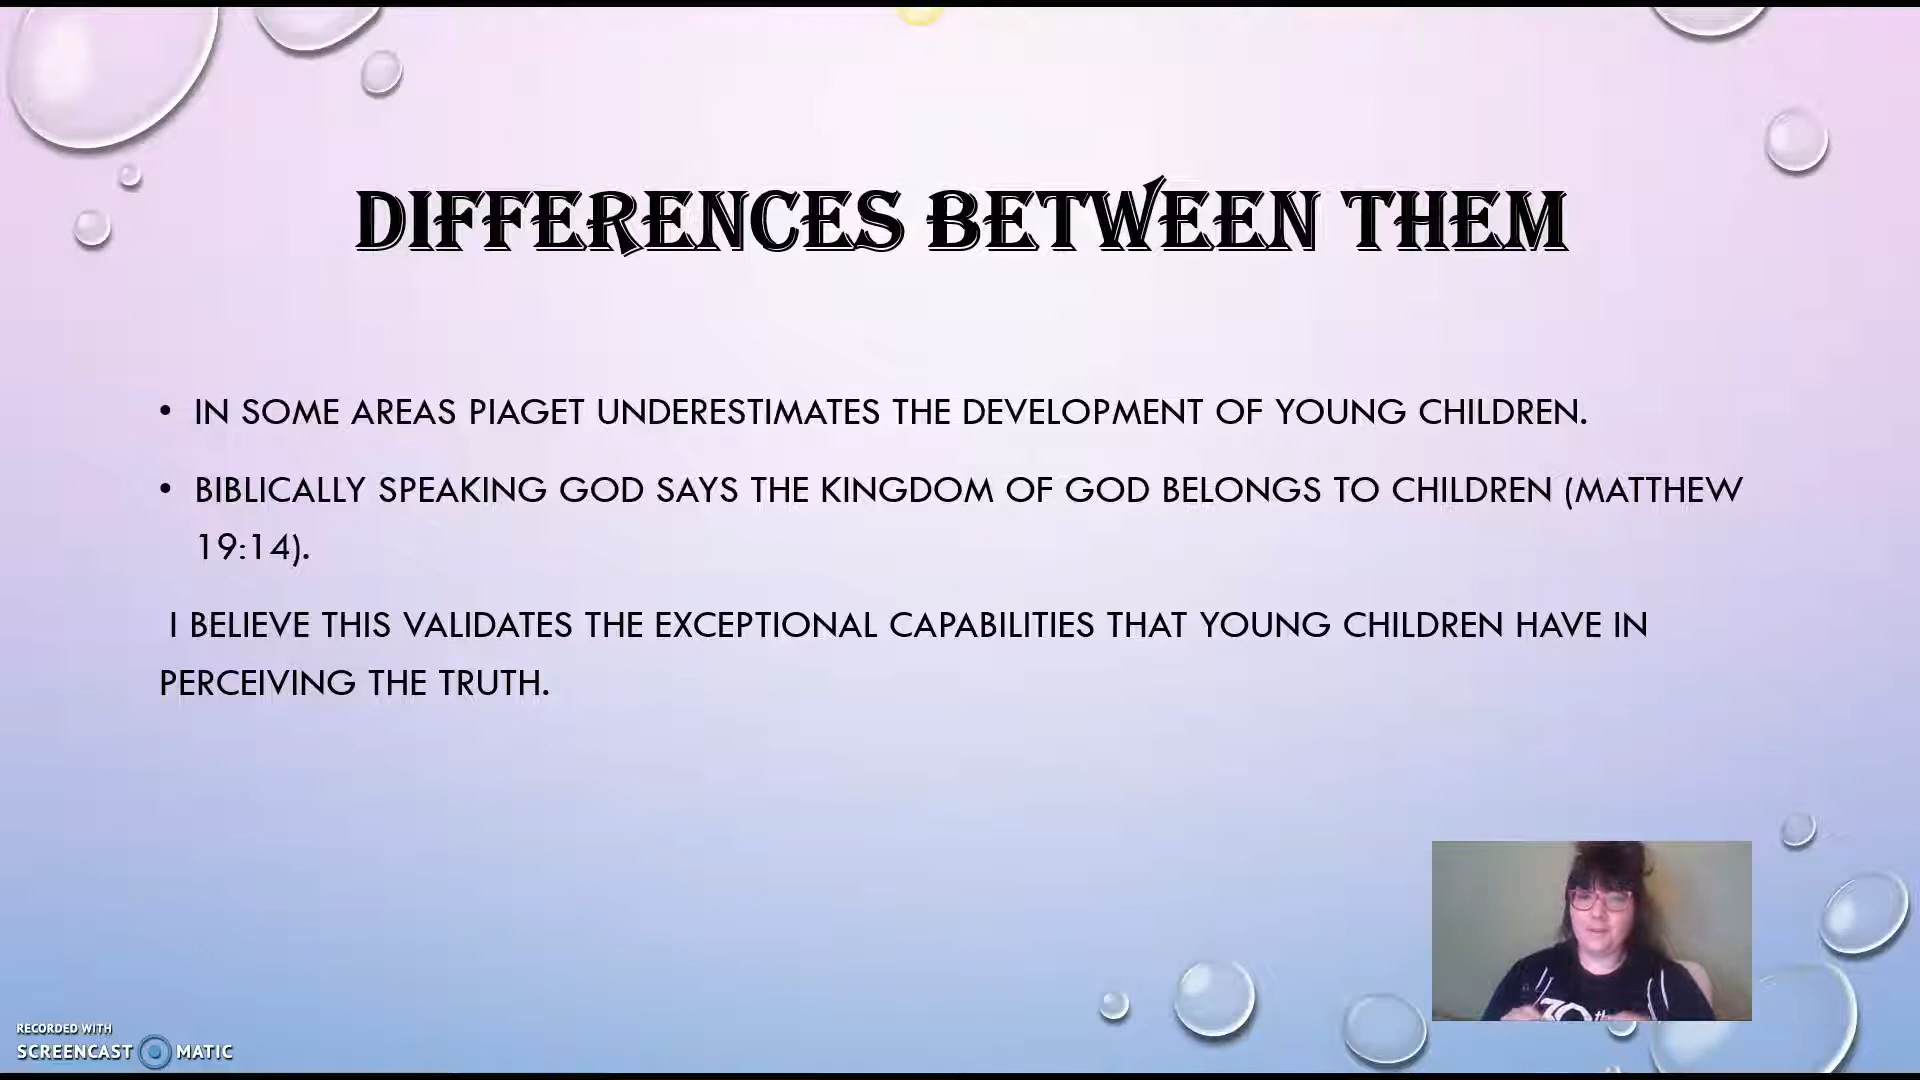 DIFFERENCES BETWEEN THEM
• IN SOME AREAS PIAGET UNDERESTIMATES THE DEVELOPMENT OF YOUNG CHILDREN.
• BIBLICALLY SPEAKING GOD SAYS THE KINGDOM OF GOD BELONGS TO CHILDREN (MATTHEW
19:14).
I BELIEVE THIS VALIDATES THE EXCEPTIONAL CAPABILITIES THAT YOUNG CHILDREN HAVE IN
PERCEIVING THE TRUTH.
30th
RECORDED WITH
SCREENCAST MATIC